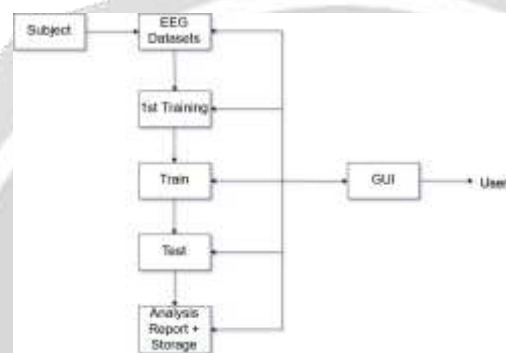 Subject
EEG
Datasets
1st Training
Train
GUI
User
Test
Analysis
Report +
Storage